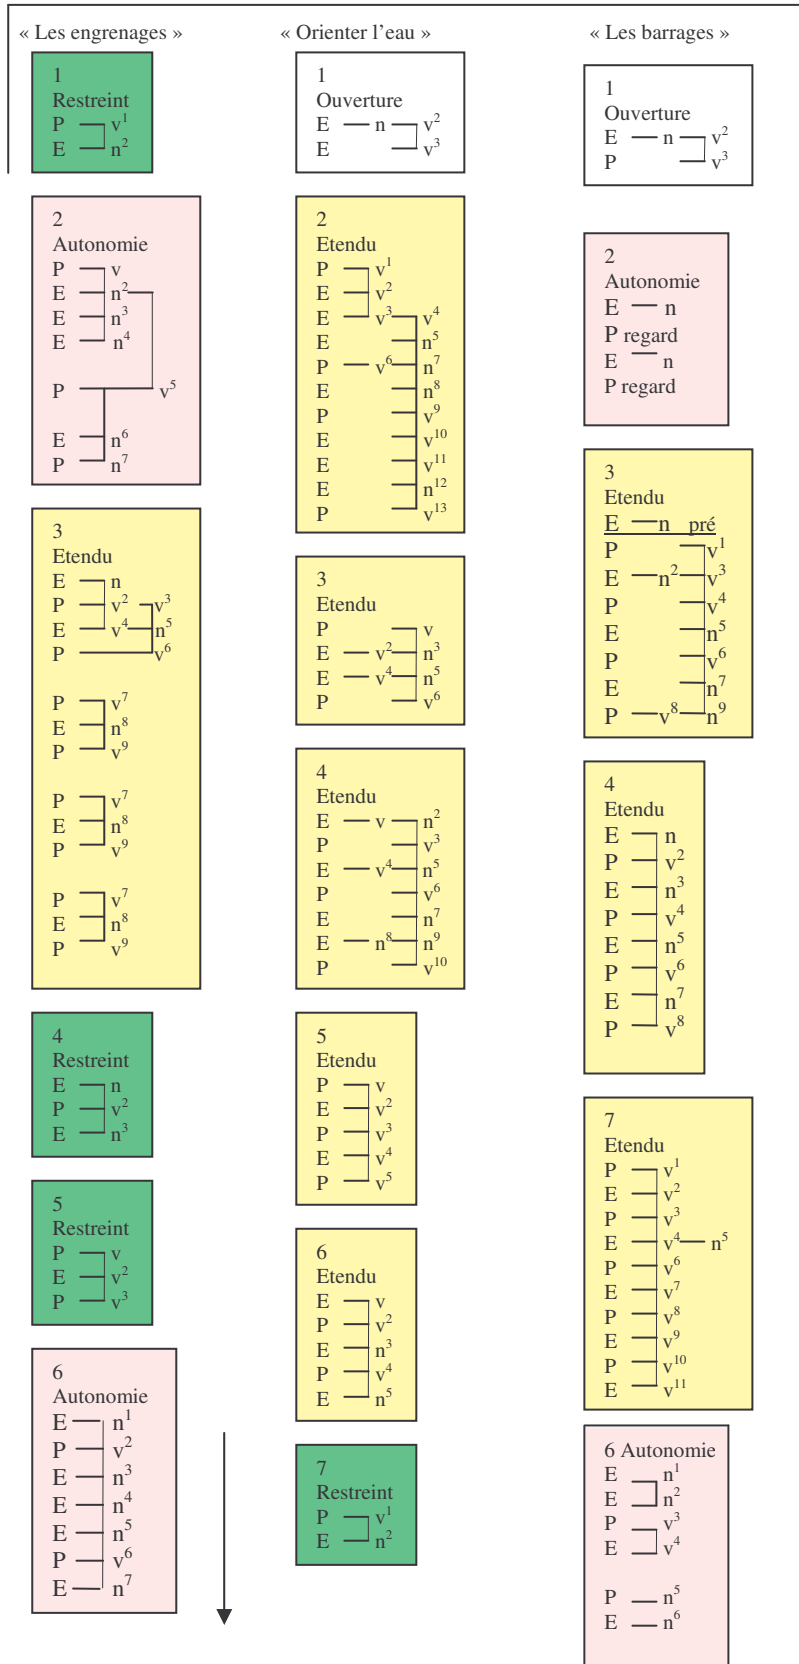 « Les engrenages »
1
Restreint
P v1
E n2
2
Autonomie
P v
E n2
E n3
E n4
P v5
E n6
P n7
3
Etendu
E n
P v2 v3
E v4 n5
P v6
P v7
E n8
P v9
P v7
E n8
P v9
P v7
E n8
P v9
4
Restreint
E n
P v2
E n3
5
Restreint
P v
E v2
P v3
6
Autonomie
E n1
P v2
E n3
E n4
E n5
P v6
E n7
« Orienter l’eau »
1
Ouverture
E n v2
E v3
2
Etendu
P v1
E v2
E v3 v4
E n5
P v6 n7
E n8
P v9
E v10
E v11
E n12
P v13
3
Etendu
P v
E v2 n3
E v4 n5
P v6
4
Etendu
E v n2
P v3
E v4 n5
P v6
E n7
E n8 n9
P v10
5
Etendu
P v
E v2
P v3
E v4
P v5
6
Etendu
E v
P v2
E n3
P v4
E n5
7
Restreint
P v1
E n2
« Les barrages »
1
Ouverture
E n v2
P v3
2
Autonomie
E n
P regard
E n
P regard
3
Etendu
E n pré
P v1
E n2 v3
P v4
E n5
P v6
E n7
P v8 n9
4
Etendu
E n
P v2
E n3
P v4
E n5
P v6
E n7
P v8
7
Etendu
P v1
E v2
P v3
E v4 n5
P v6
E v7
P v8
E v9
P v10
E v11
6 Autonomie
E n1
E n2
P v3
E v4
P n5
E n6